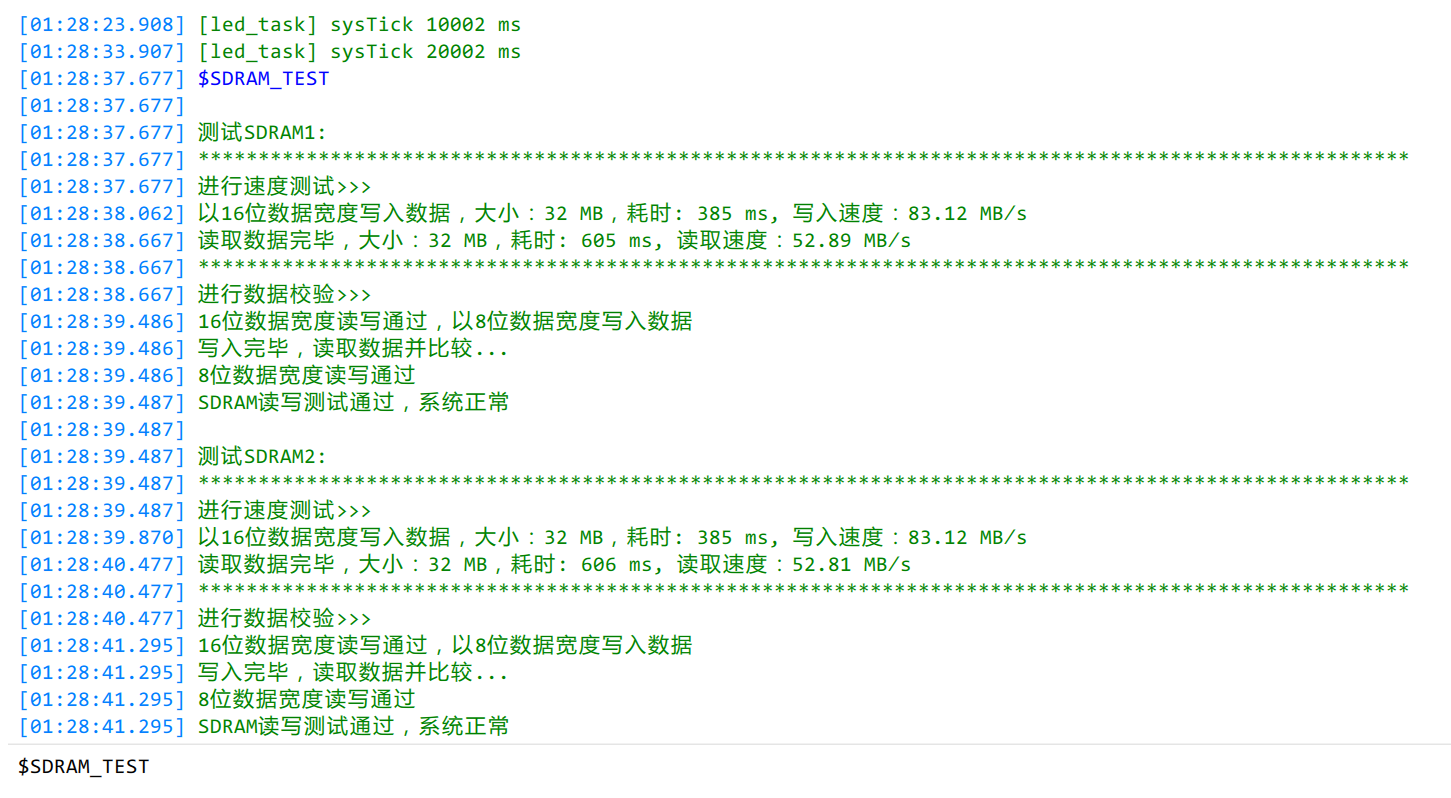 [01:28:23.908] [led_task] sysTick 10002 ms
[01:28:33.907] [led_task] sysTick 20002 ms
[01:28:37.677] $SDRAM_TEST
[01:28:37.677]
[01:28:37.677] 测试SDRAM1:
[01:28:37.677] *****************************************************************************************************
[01:28:37.677] 进行速度测试>>>
[01:28:38.062] 以16位数据宽度写入数据，大小：32 MB，耗时: 385 ms, 写入速度：83.12 MB/s
[01:28:38.667] 读取数据完毕，大小：32 MB，耗时: 605 ms, 读取速度：52.89 MB/s
[01:28:38.667] *****************************************************************************************************
[01:28:38.667] 进行数据校验>>>
[01:28:39.486] 16位数据宽度读写通过，以8位数据宽度写入数据
[01:28:39.486] 写入完毕，读取数据并比较...
[01:28:39.486] 8位数据宽度读写通过
[01:28:39.487] SDRAM读写测试通过，系统正常
[01:28:39.487]
[01:28:39.487] 测试SDRAM2:
[01:28:39.487] *****************************************************************************************************
[01:28:39.487] 进行速度测试>>>
[01:28:39.870] 以16位数据宽度写入数据，大小：32 MB，耗时: 385 ms, 写入速度：83.12 MB/s
[01:28:40.477] 读取数据完毕，大小：32 MB，耗时: 606 ms, 读取速度：52.81 MB/s
[01:28:40.477] *****************************************************************************************************
[01:28:40.477] 进行数据校验>>>
[01:28:41.295] 16位数据宽度读写通过，以8位数据宽度写入数据
[01:28:41.295] 写入完毕，读取数据并比较...
[01:28:41.295] 8位数据宽度读写通过
[01:28:41.295] SDRAM读写测试通过，系统正常
$SDRAM_TEST